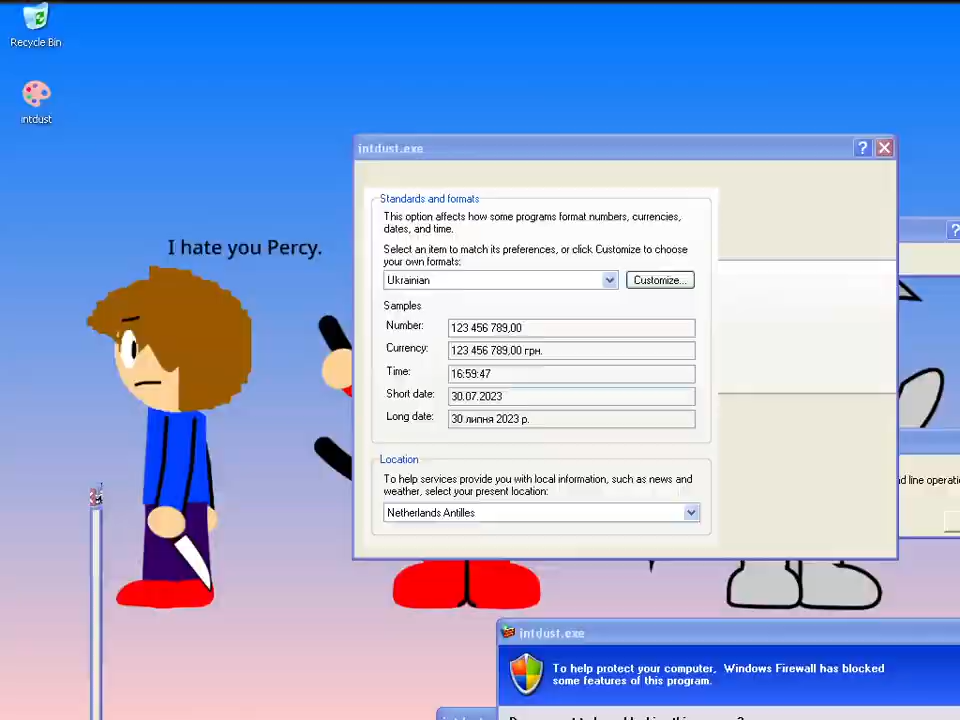 Recycle Bin
intdust
intdust.exe
Standards and formats
This option affects how some programs format numbers, currencies,
dates, and time.
Select an item to match its preferences, or click Customize to choose
your own formats:
Ukrainian
Customize...
Samples
Number:
123 456 789,00
Currency:
123 456 789,00 грн.
Time:
16:59:47
Short date:
30.07.2023
Long date:
30 липня 2023 р.
Location
To help services provide you with local information, such as news and
weather, select your present location:
Netherlands Antilles
I hate you Percy.
nd line operati
intdust.exe
To help protect your computer, Windows Firewall has blocked
some features of this program.